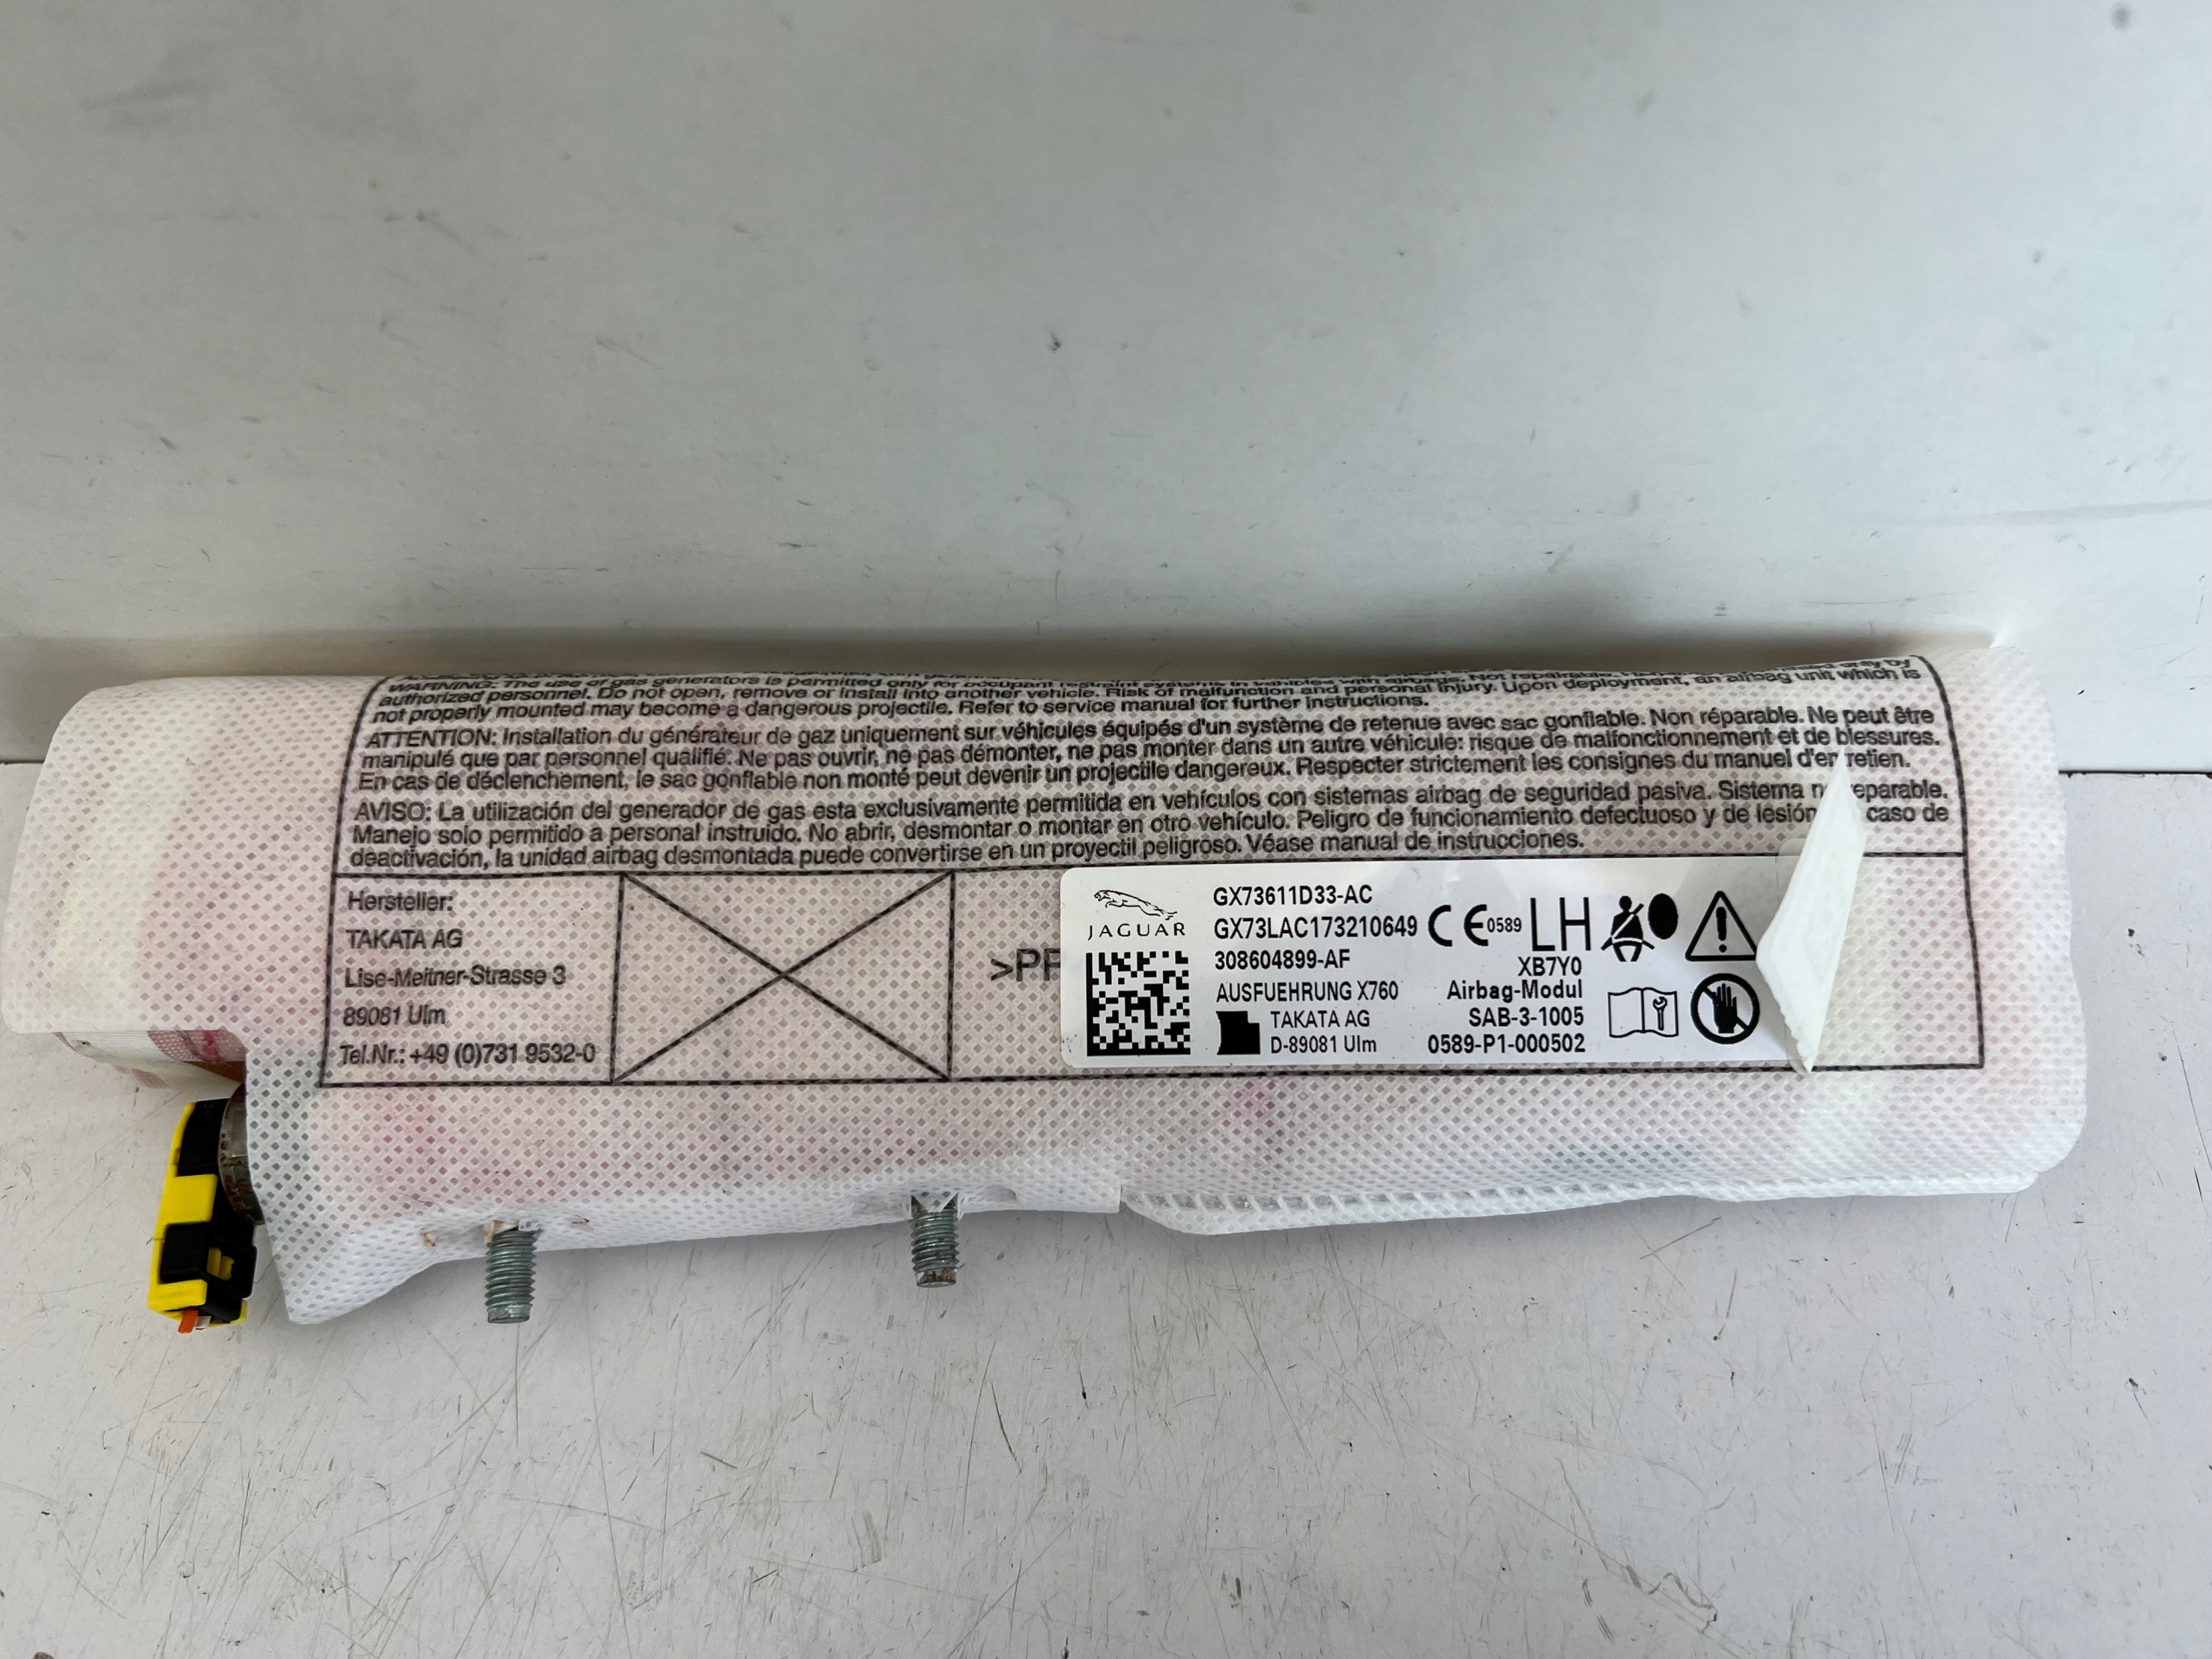 WARNING: The use of gas generators is permitted only for occupant restraint systems in vehicles with airbags. Not repairable.
authorized personnel. Do not open, remove or install into another vehicle. Risk of malfunction and personal injury. Upon deployment, an airbag unit which is
not properly mounted may become a dangerous projectile. Refer to service manual for further instructions.
ATTENTION: Installation du générateur de gaz uniquement sur véhicules équipés d'un système de retenue avec sac gonflable. Non réparable. Ne peut être
manipulé que par personnel qualifié. Ne pas ouvrir, ne pas démonter, ne pas monter dans un autre véhicule: risque de malfonctionnement et de blessures.
En cas de déclenchement, le sac gonflable non monté peut devenir un projectile dangereux. Respecter strictement les consignes du manuel d'en retien.
AVISO: La utilización del generador de gas esta exclusivamente permitida en vehículos con sistemas airbag de seguridad pasiva. Sistema eparable.
Manejo solo permitido a personal instruido. No abrir, desmontar o montar en otro vehículo. Peligro de funcionamiento defectuoso y de lesión caso de
deactivación, la unidad airbag desmontada puede convertirse en un proyectil peligroso. Véase manual de instrucciones.
Hersteller:
TAKATA AG
Lise-Meitner-Strasse 3
89081 Ulm
Tel.Nr.: +49 (0)731 9532-0
>PP
JAGUAR
GX73611D33-AC
GX73LAC173210649
308604899-AF
AUSFUEHRUNG X760
TAKATA AG
D-89081 Ulm
CE 0589 LH
XB7Y0
Airbag-Modul
SAB-3-1005
0589-P1-000502